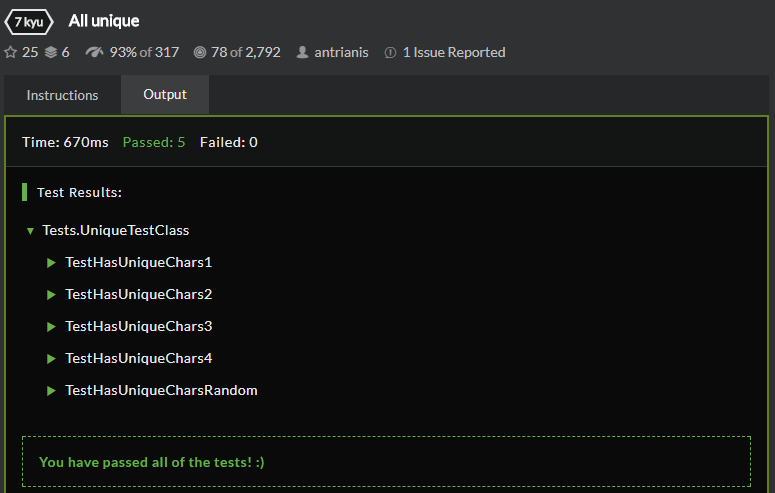 7 kyu All unique
25 6 93% of 317 78 of 2,792 antrianis 1 Issue Reported
Instructions Output
Time: 670ms Passed: 5 Failed: 0
Test Results:
Tests.UniqueTestClass
TestHasUniqueChars1
TestHasUniqueChars2
TestHasUniqueChars3
TestHasUniqueChars4
TestHasUniqueCharsRandom
You have passed all of the tests! :)